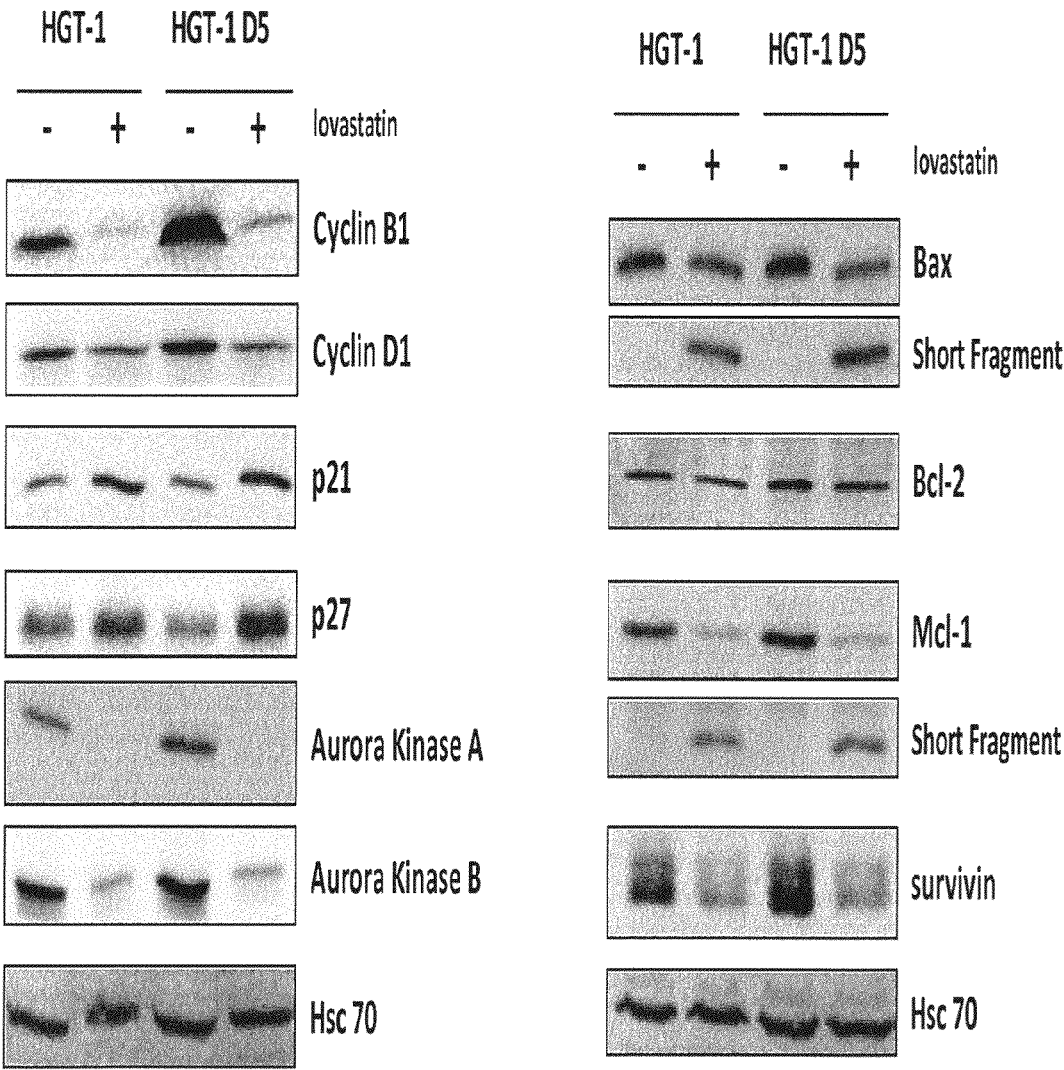 HGT-1 HGT-1 D5
- + - + lovastatin
Cyclin B1
Cyclin D1
p21
p27
Aurora Kinase A
Aurora Kinase B
Hsc 70
HGT-1 HGT-1 D5
- + - + lovastatin
Bax
Short Fragment
Bcl-2
Mcl-1
Short Fragment
survivin
Hsc 70